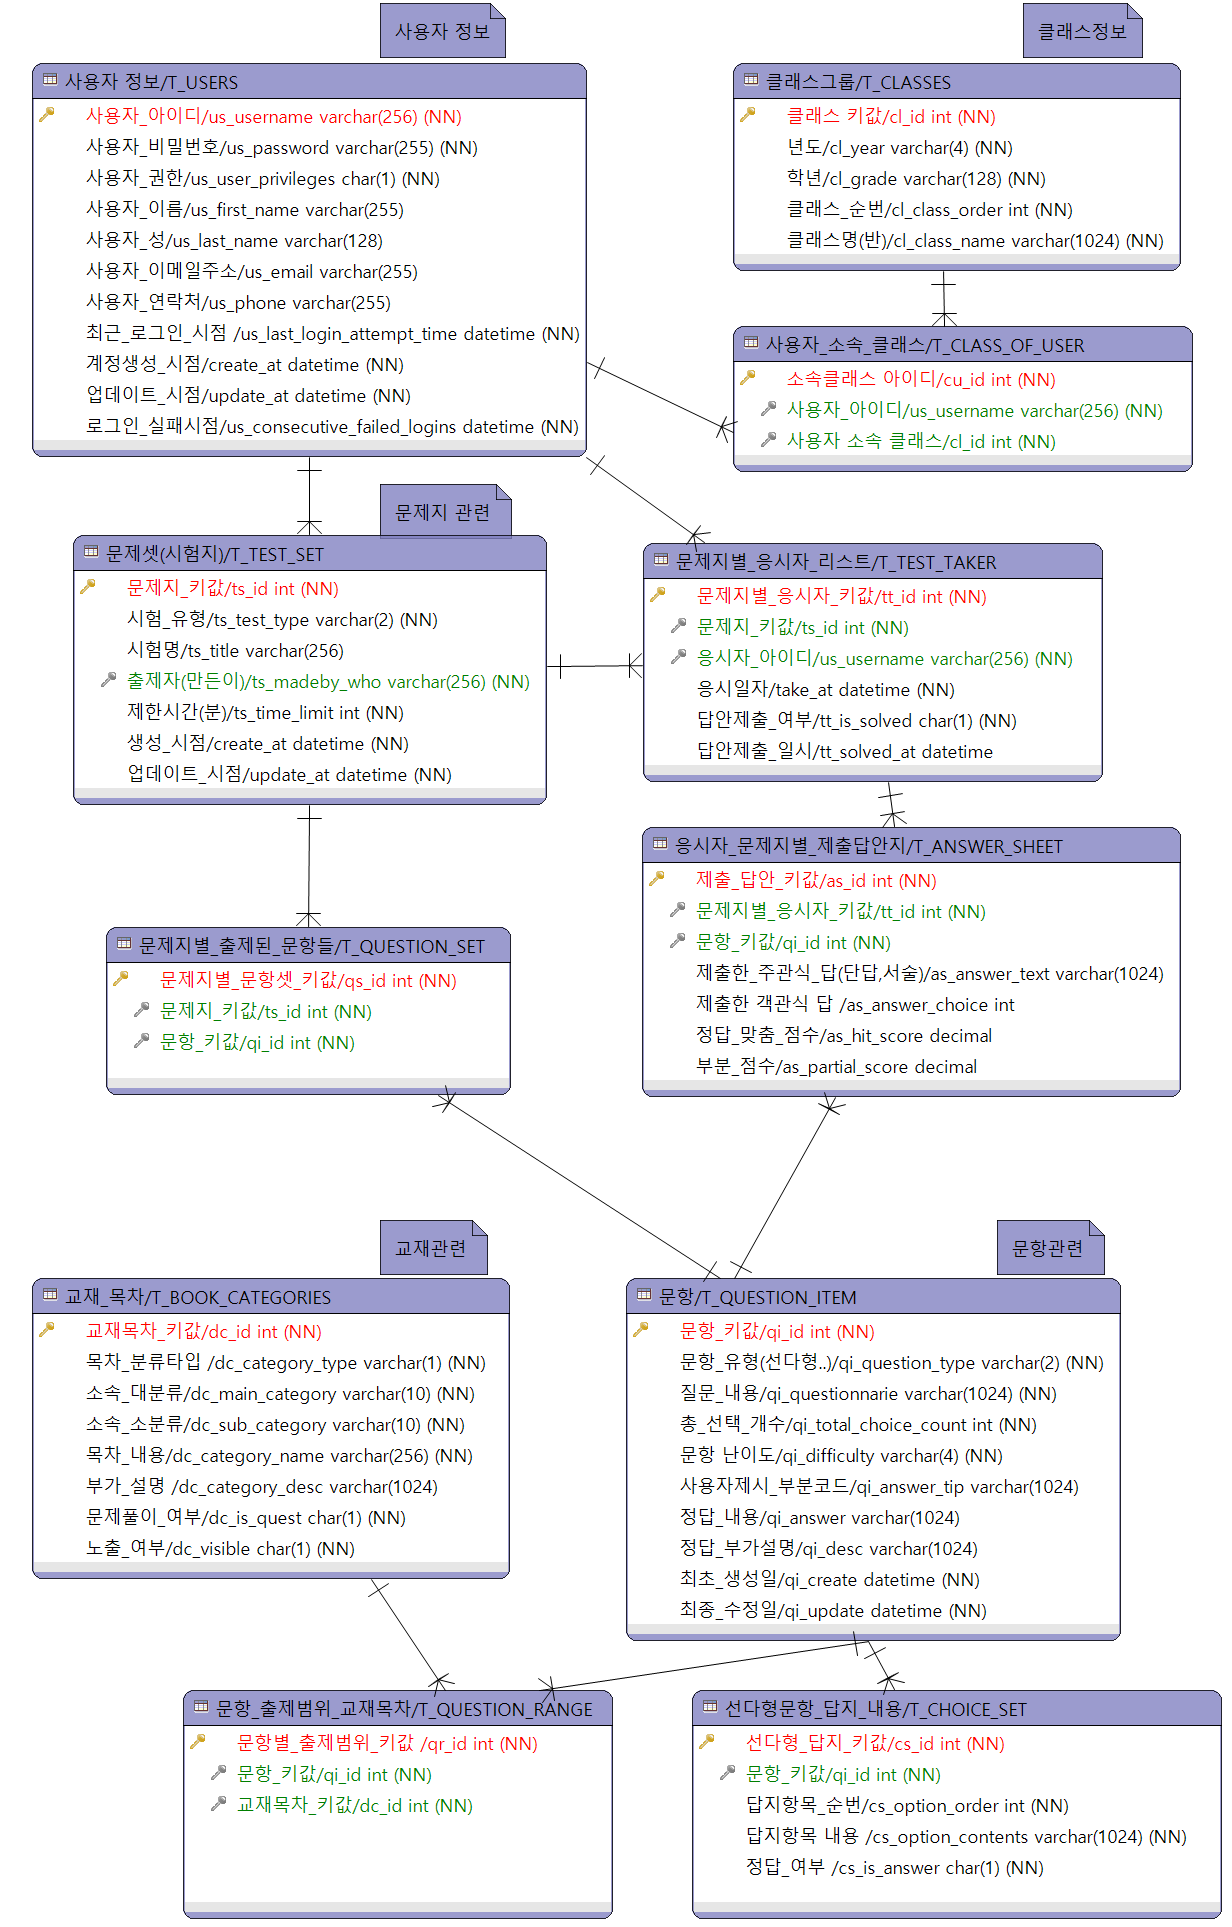 사용자 정보
클래스정보
사용자 정보/T_USERS
사용자_아이디/us_username varchar(256) (NN)
사용자_비밀번호/us_password varchar(255) (NN)
사용자_권한/us_user_privileges char(1) (NN)
사용자_이름/us_first_name varchar(255)
사용자_성/us_last_name varchar(128)
사용자_이메일주소/us_email varchar(255)
사용자_연락처/us_phone varchar(255)
최근_로그인_시점 /us_last_login_attempt_time datetime (NN)
계정생성_시점/create_at datetime (NN)
업데이트_시점/update_at datetime (NN)
로그인_실패시점/us_consecutive_failed_logins datetime (NN)
클래스그룹/T_CLASSES
클래스 키값/cl_id int (NN)
년도/cl_year varchar(4) (NN)
학년/cl_grade varchar(128) (NN)
클래스_순번/cl_class_order int (NN)
클래스명(반)/cl_class_name varchar(1024) (NN)
사용자_소속_클래스/T_CLASS_OF_USER
소속클래스 아이디/cu_id int (NN)
사용자_아이디/us_username varchar(256) (NN)
사용자 소속 클래스/cl_id int (NN)
문제지 관련
문제셋(시험지)/T_TEST_SET
문제지_키값/ts_id int (NN)
시험_유형/ts_test_type varchar(2) (NN)
시험명/ts_title varchar(256)
출제자(만든이)/ts_madeby_who varchar(256) (NN)
제한시간(분)/ts_time_limit int (NN)
생성_시점/create_at datetime (NN)
업데이트_시점/update_at datetime (NN)
문제지별_응시자_리스트/T_TEST_TAKER
문제지별_응시자_키값/tt_id int (NN)
문제지_키값/ts_id int (NN)
응시자_아이디/us_username varchar(256) (NN)
응시일자/take_at datetime (NN)
답안제출_여부/tt_is_solved char(1) (NN)
답안제출_일시/tt_solved_at datetime
응시자_문제지별_제출답안지/T_ANSWER_SHEET
제출_답안_키값/as_id int (NN)
문제지별_응시자_키값/tt_id int (NN)
문항_키값/qi_id int (NN)
제출한_주관식_답(단답,서술)/as_answer_text varchar(1024)
제출한 객관식 답 /as_answer_choice int
정답_맞춤_점수/as_hit_score decimal
부분_점수/as_partial_score decimal
문제지별_출제된_문항들/T_QUESTION_SET
문제지별_문항셋_키값/qs_id int (NN)
문제지_키값/ts_id int (NN)
문항_키값/qi_id int (NN)
교재관련
문항관련
교재_목차/T_BOOK_CATEGORIES
교재목차_키값/dc_id int (NN)
목차_분류타입 /dc_category_type varchar(1) (NN)
소속_대분류/dc_main_category varchar(10) (NN)
소속_소분류/dc_sub_category varchar(10) (NN)
목차_내용/dc_category_name varchar(256) (NN)
부가_설명 /dc_category_desc varchar(1024)
문제풀이_여부/dc_is_quest char(1) (NN)
노출_여부/dc_visible char(1) (NN)
문항/T_QUESTION_ITEM
문항_키값/qi_id int (NN)
문항_유형(선다형..)/qi_question_type varchar(2) (NN)
질문_내용/qi_questionnarie varchar(1024) (NN)
총_선택_개수/qi_total_choice_count int (NN)
문항 난이도/qi_difficulty varchar(4) (NN)
사용자제시_부분코드/qi_answer_tip varchar(1024)
정답_내용/qi_answer varchar(1024)
정답_부가설명/qi_desc varchar(1024)
최초_생성일/qi_create datetime (NN)
최종_수정일/qi_update datetime (NN)
문항_출제범위_교재목차/T_QUESTION_RANGE
문항별_출제범위_키값 /qr_id int (NN)
문항_키값/qi_id int (NN)
교재목차_키값/dc_id int (NN)
선다형문항_답지_내용/T_CHOICE_SET
선다형_답지_키값/cs_id int (NN)
문항_키값/qi_id int (NN)
답지항목_순번/cs_option_order int (NN)
답지항목 내용 /cs_option_contents varchar(1024) (NN)
정답_여부 /cs_is_answer char(1) (NN)